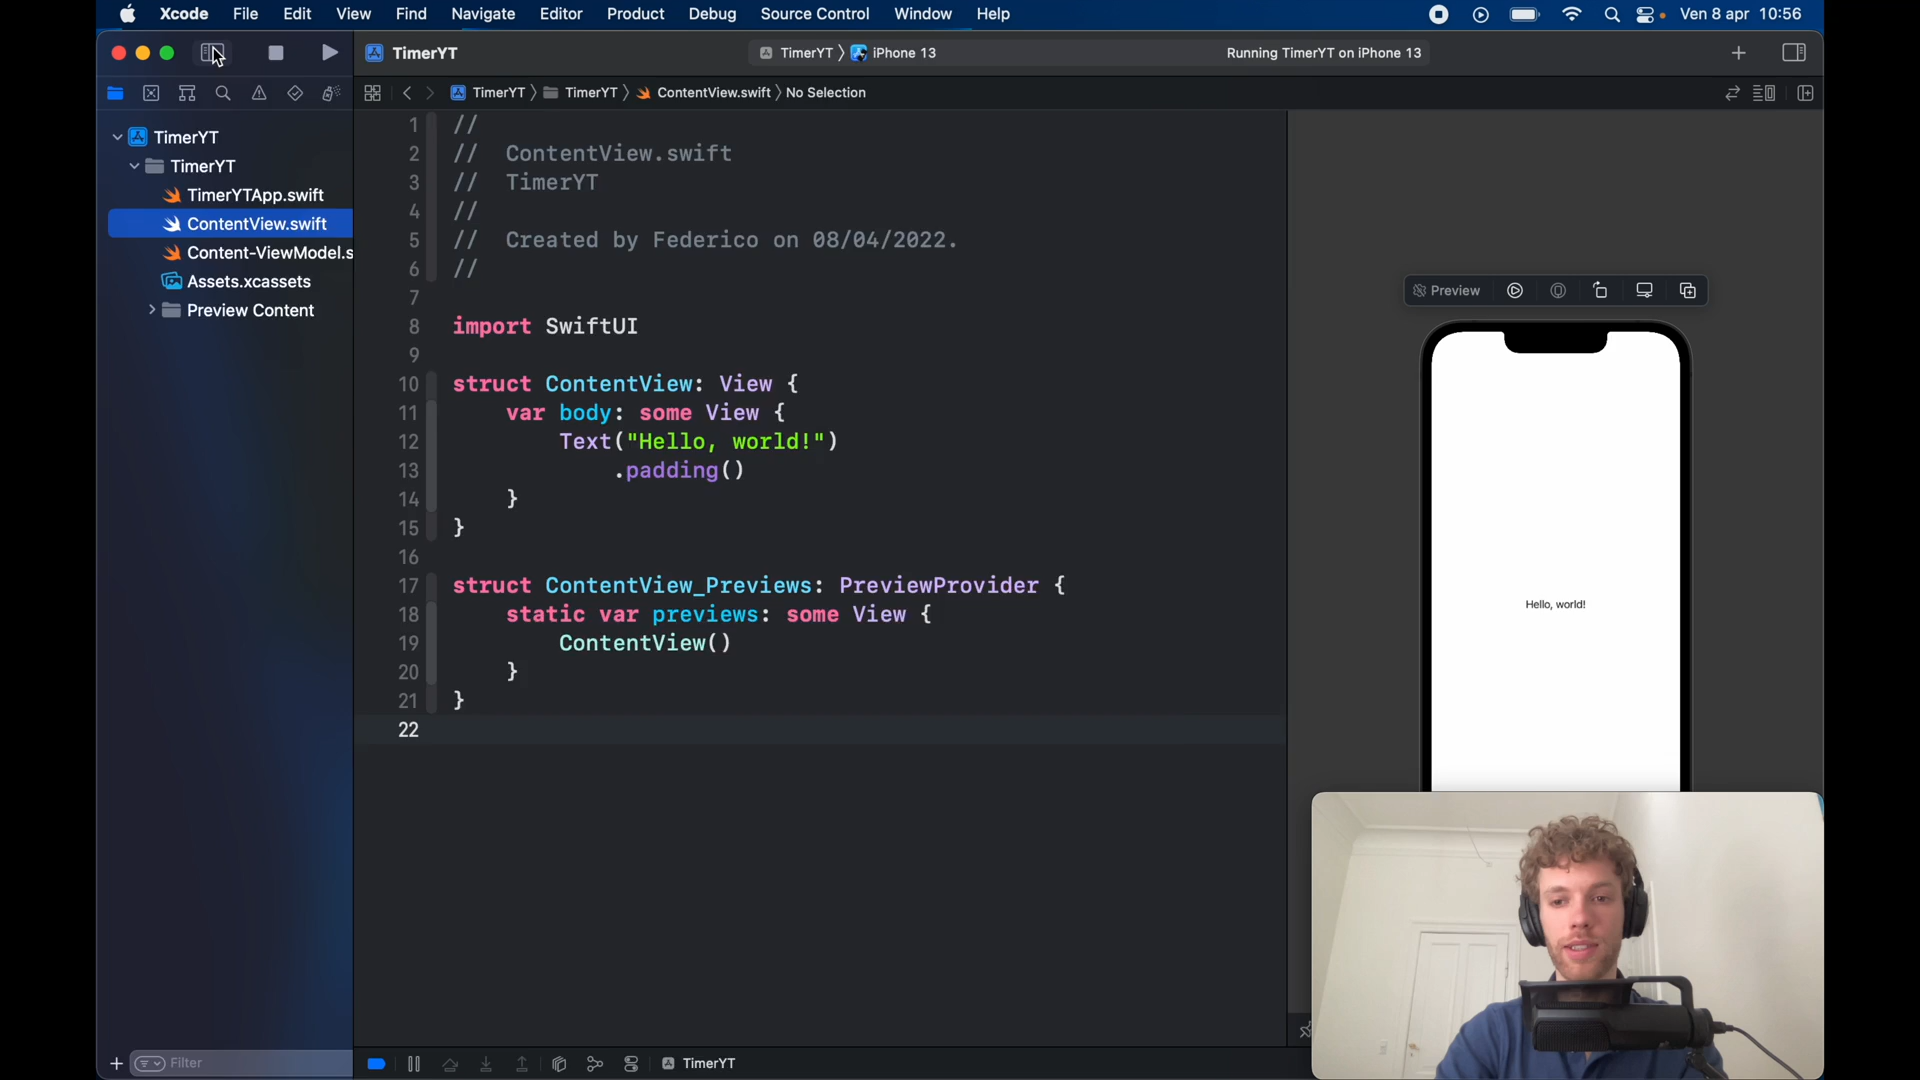 Xcode File Edit View Find Navigate Editor Product Debug Source Control Window Help Ven 8 apr 10:56
TimerYT TimerYT iPhone 13 Running TimerYT on iPhone 13
TimerYT TimerYT ContentView.swift No Selection
TimerYT
TimerYT
TimerYTApp.swift
ContentView.swift
Content-ViewModel.s
Assets.xcassets
Preview Content
1 //
2 // ContentView.swift
3 // TimerYT
4 //
5 // Created by Federico on 08/04/2022.
6 //
7
8 import SwiftUI
9
10 struct ContentView: View {
11 var body: some View {
12 Text("Hello, world!")
13 .padding()
14 }
15 }
16
17 struct ContentView_Previews: PreviewProvider {
18 static var previews: some View {
19 ContentView()
20 }
21 }
22
Preview
Hello, world!
Filter
TimerYT